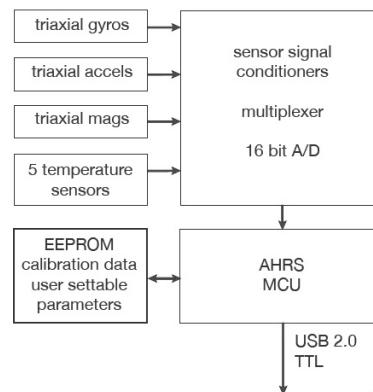 triaxial gyros
triaxial accels
triaxial mags
5 temperature
sensors
sensor signal
conditioners
multiplexer
16 bit A/D
EEPROM
calibration data
user settable
parameters
AHRS
MCU
USB 2.0
TTL